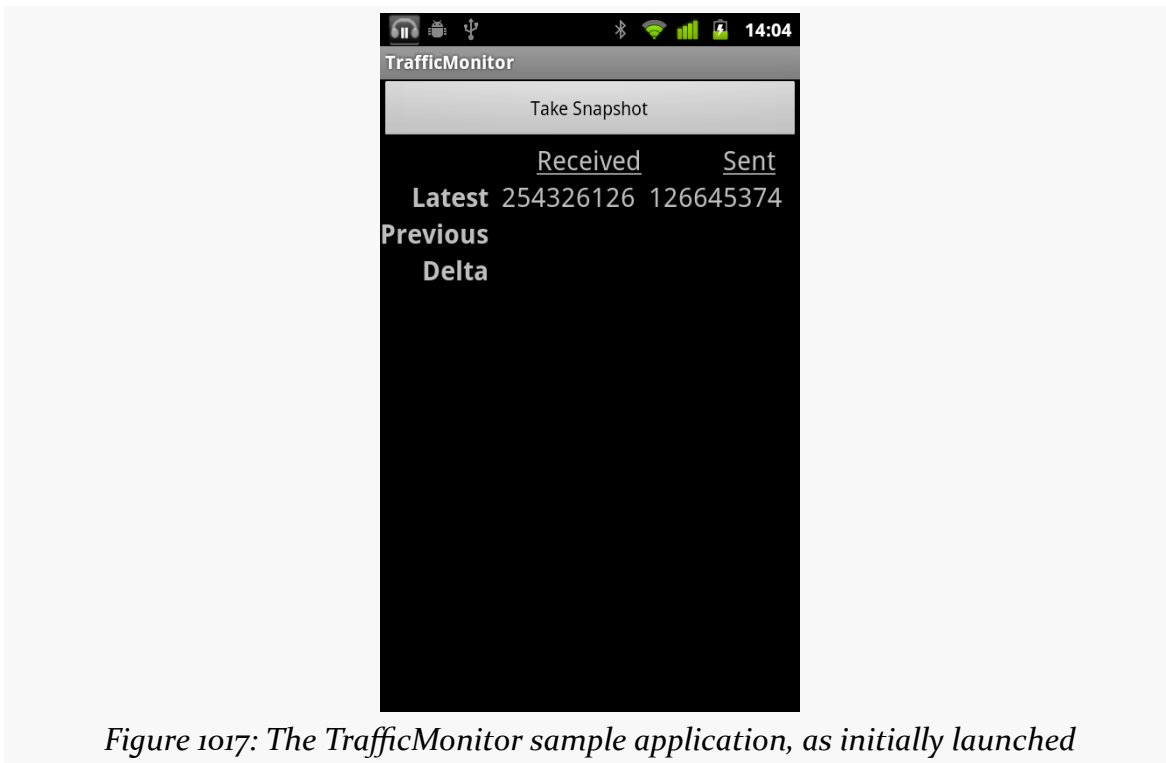 14:04
TrafficMonitor
Take Snapshot
Received Sent
Latest 254326126 126645374
Previous
Delta
Figure 1017: The TrafficMonitor sample application, as initially launched